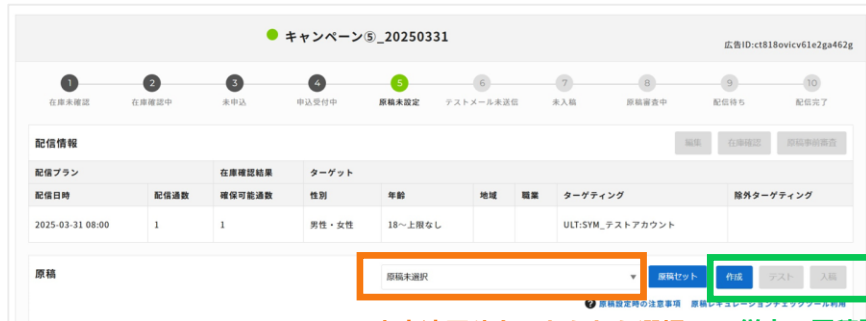 キャンペーン⑤_20250331
広告ID:ct818ovicv61e2ga462g
1 2 3 4 5 6 7 8 9 10
在庫未確認 在庫確認中 未申込 申込受付中 原稿未設定 テストメール未送信 未入稿 原稿審査中 配信待ち 配信完了
配信情報 編集 在庫確認 原稿事前審査
配信プラン 在庫確認結果 ターゲット
配信日時 配信通数 確保可能通数 性別 年齢 地域 職業 ターゲティング 除外ターゲティング
2025-03-31 08:00 1 1 男性・女性 18〜上限なし ULT:SYM_テストアカウント
原稿 原稿未選択 原稿セット 作成 テスト 入稿
原稿設定時の注意事項 原稿レギュレーションチェックツール利用